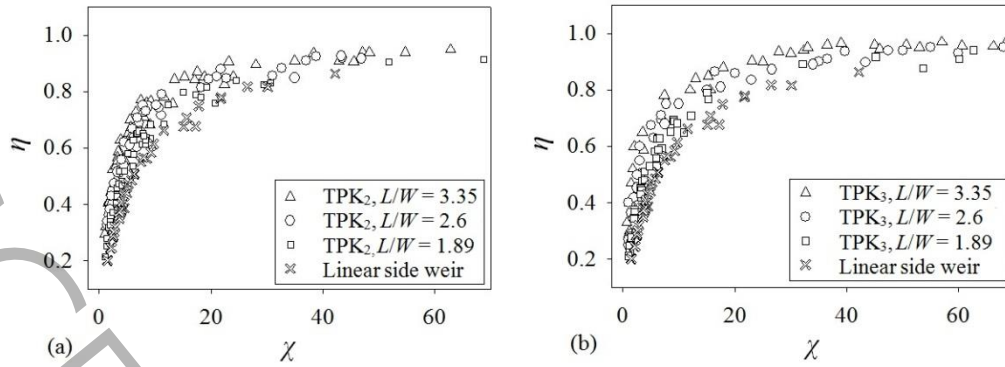 1.0
0.8
η 0.6
0.4
0.2
0 20 40 60
(a) χ
△ TPK₂, L/W = 3.35
○ TPK₂, L/W = 2.6
□ TPK₂, L/W = 1.89
Linear side weir
1.0
0.8
η 0.6
0.4
0.2
0 20 40 60
(b) χ
△ TPK₃, L/W = 3.35
○ TPK₃, L/W = 2.6
□ TPK₃, L/W = 1.89
Linear side weir